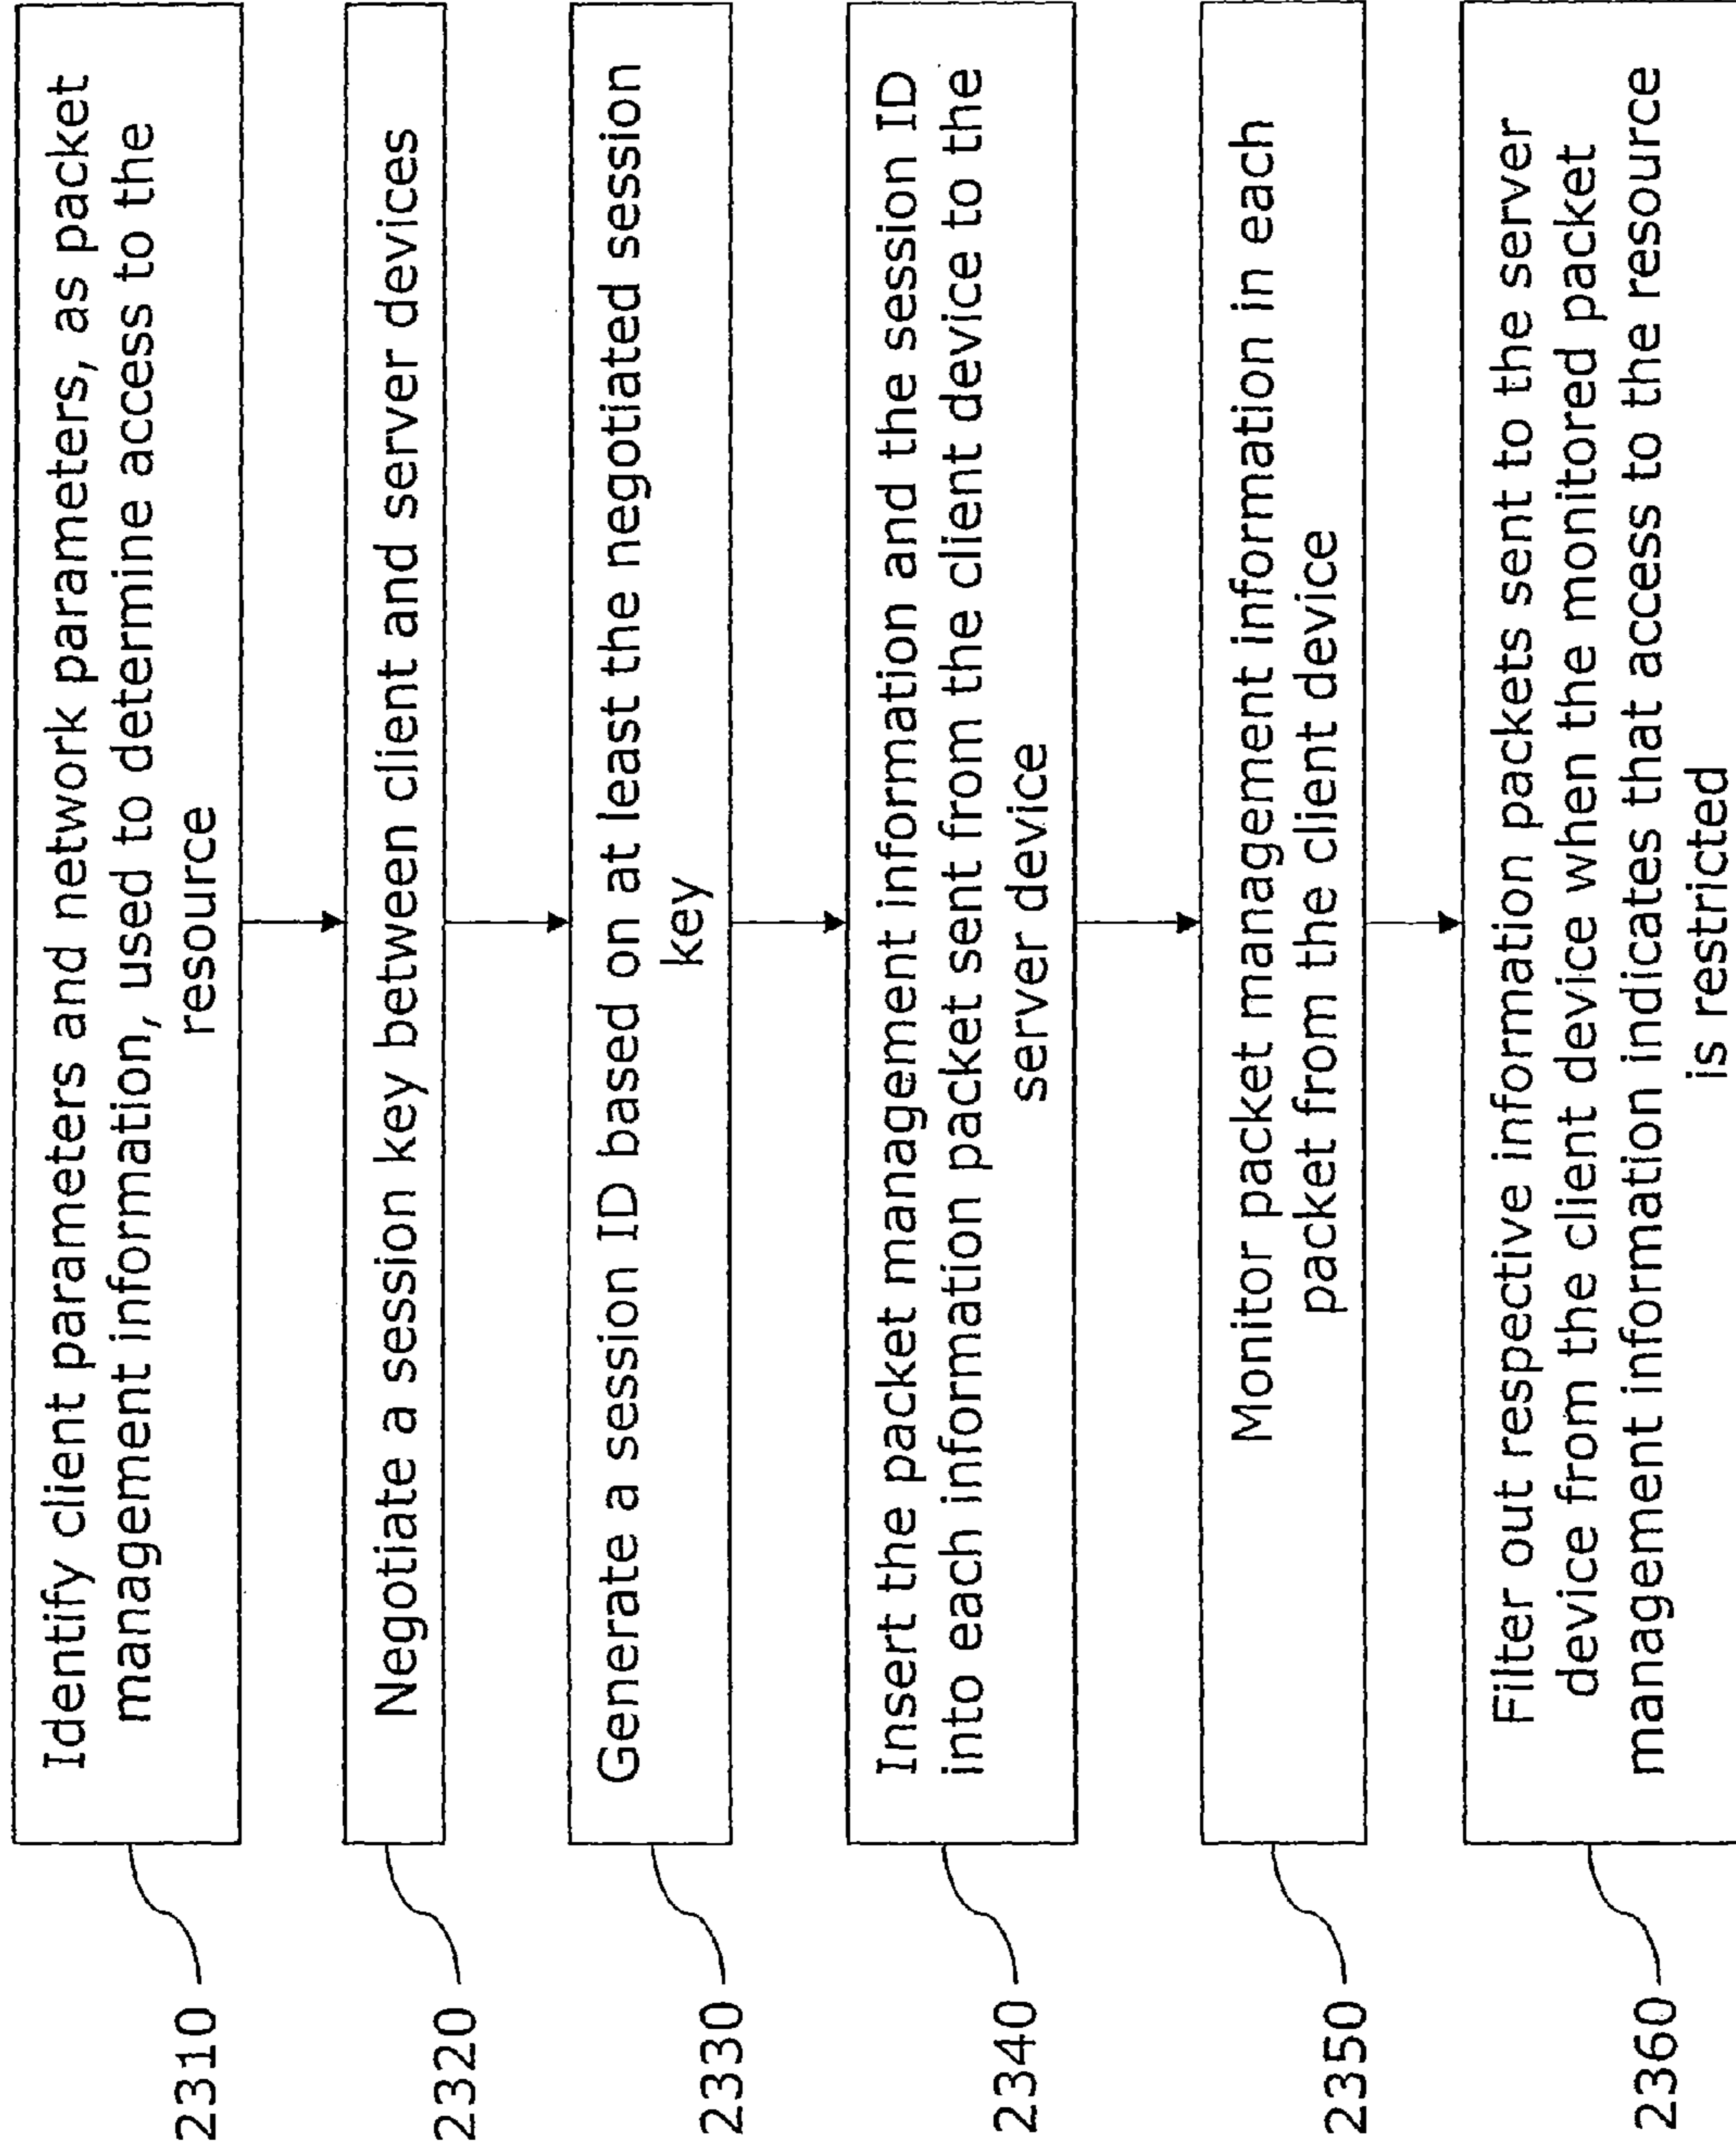 2310
Identify client parameters and network parameters, as packet
management information, used to determine access to the
resource
2320
Negotiate a session key between client and server devices
2330
Generate a session ID based on at least the negotiated session
key
2340
Insert the packet management information and the session ID
into each information packet sent from the client device to the
server device
2350
Monitor packet management information in each
packet from the client device
2360
Filter out respective information packets sent to the server
device from the client device when the monitored packet
management information indicates that access to the resource
is restricted